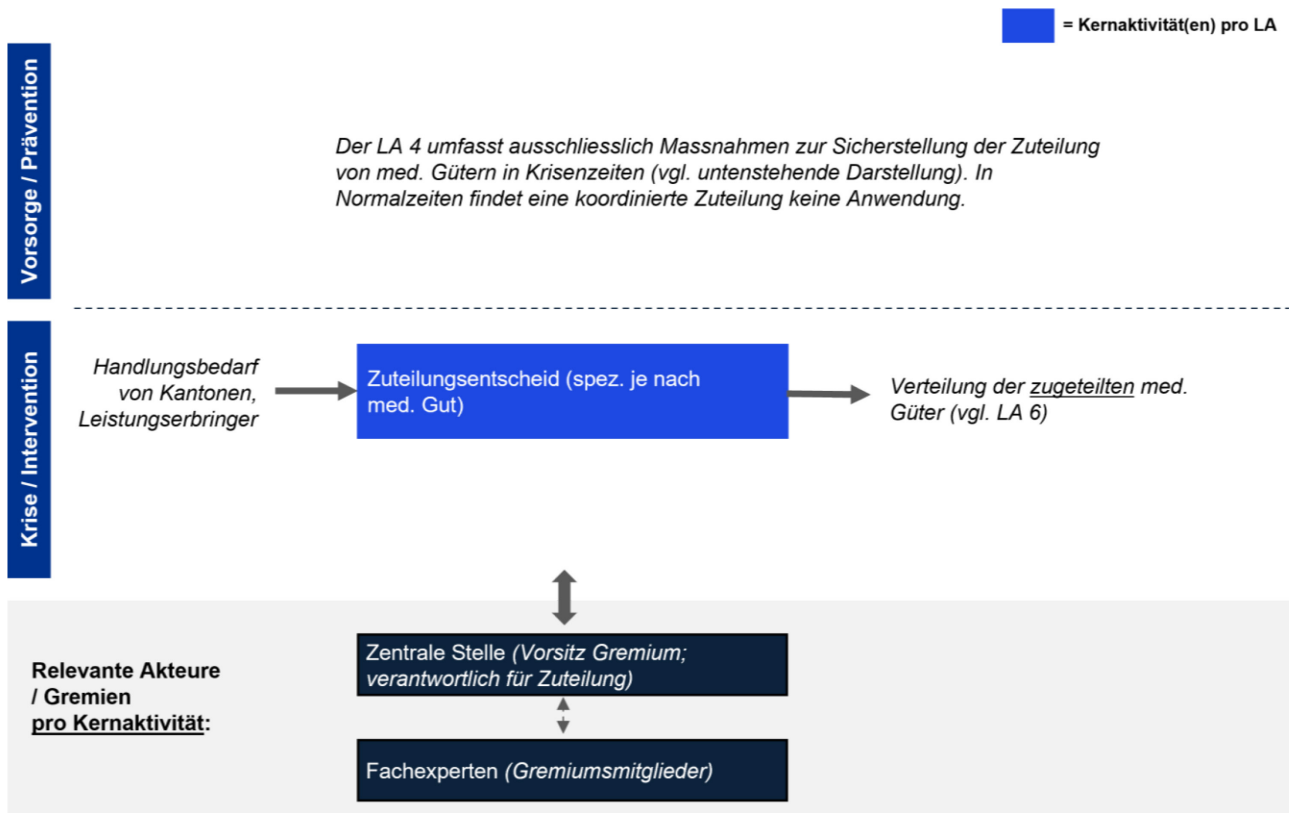 = Kernaktivität(en) pro LA
Vorsorge / Prävention
Der LA 4 umfasst ausschliesslich Massnahmen zur Sicherstellung der Zuteilung
von med. Gütern in Krisenzeiten (vgl. untenstehende Darstellung). In
Normalzeiten findet eine koordinierte Zuteilung keine Anwendung.
Krise / Intervention
Handlungsbedarf
von Kantonen,
Leistungserbringer
Zuteilungsentscheid (spez. je nach
med. Gut)
Verteilung der zugeteilten med.
Güter (vgl. LA 6)
Relevante Akteure
/ Gremien
pro Kernaktivität:
Zentrale Stelle (Vorsitz Gremium;
verantwortlich für Zuteilung)
Fachexperten (Gremiumsmitglieder)